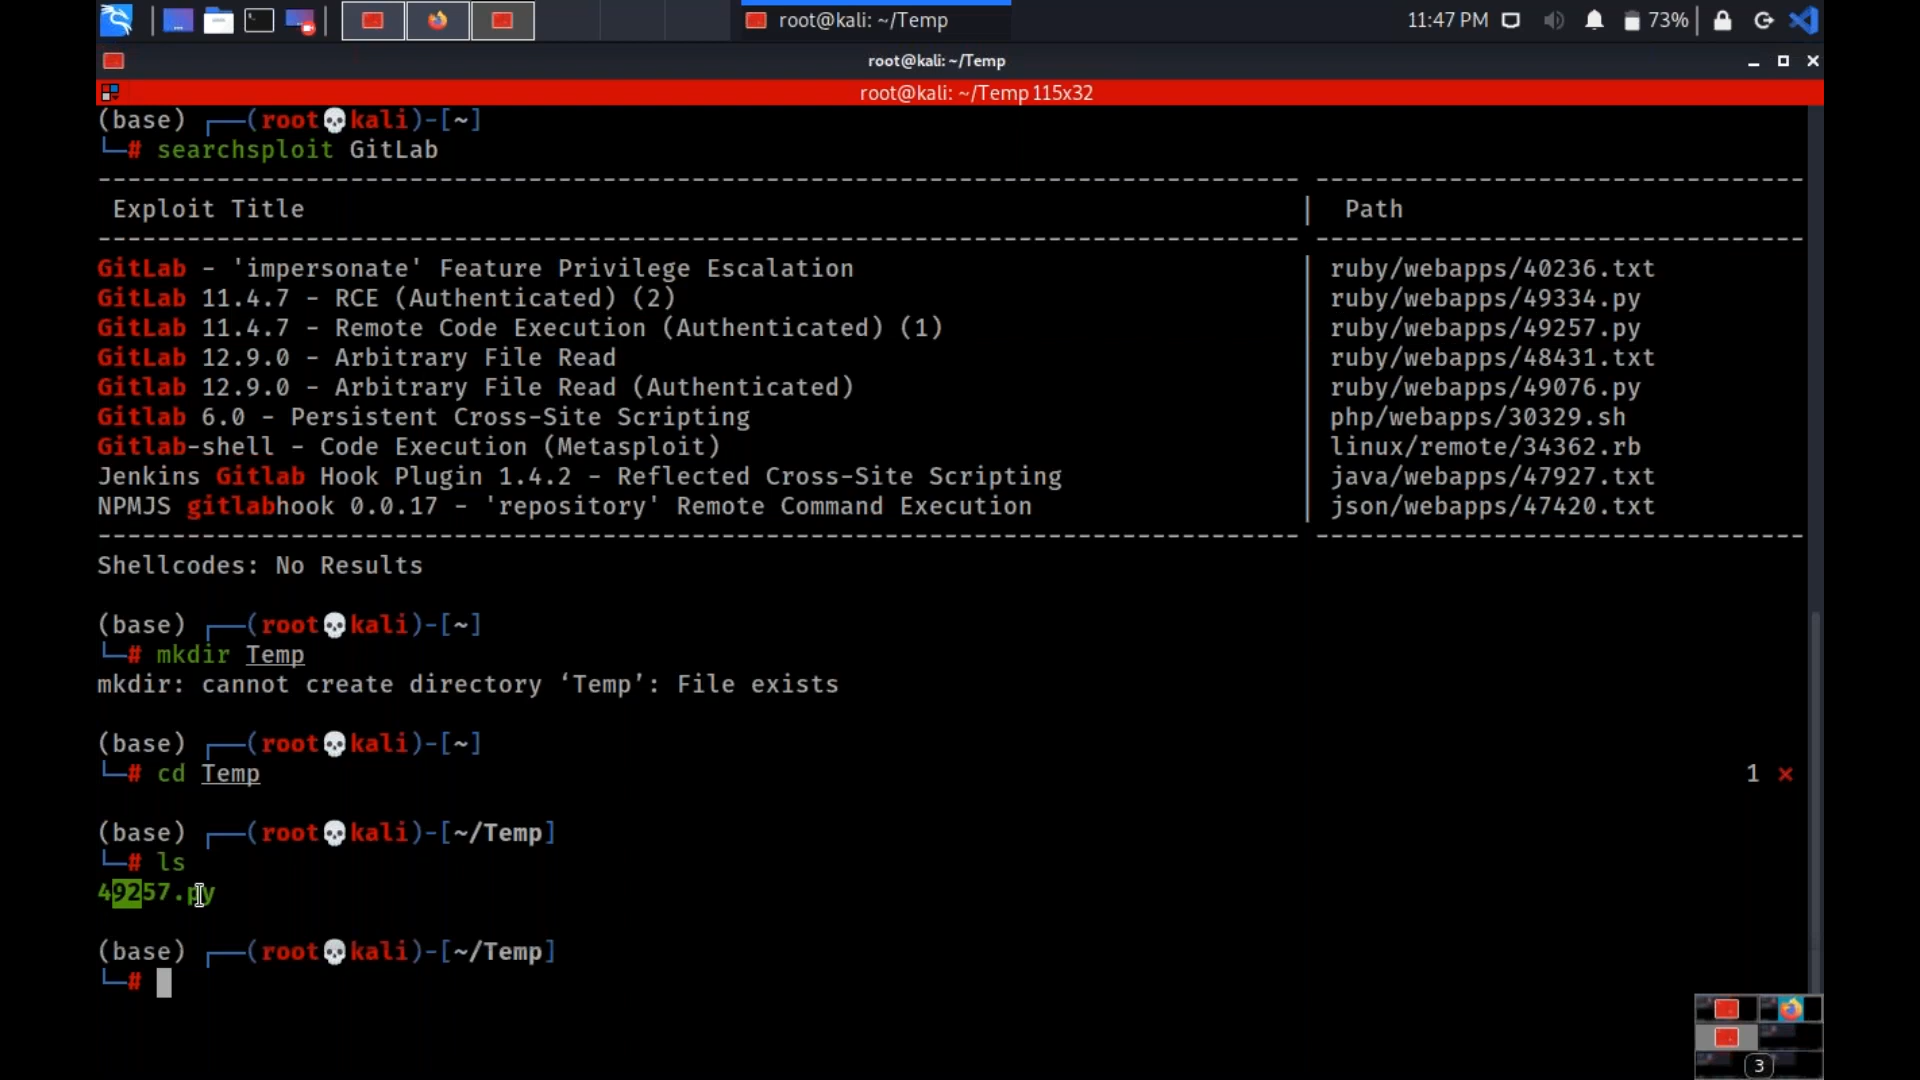 root@kali: ~/Temp
11:47 PM
73%
root@kali: ~/Temp
root@kali: ~/Temp 115x32
(base) ┌──(root💀kali)-[~]
└─# searchsploit GitLab
--------------------------------------------------------------------------------- ---------------------------------
Exploit Title | Path
--------------------------------------------------------------------------------- ---------------------------------
GitLab - 'impersonate' Feature Privilege Escalation | ruby/webapps/40236.txt
GitLab 11.4.7 - RCE (Authenticated) (2) | ruby/webapps/49334.py
GitLab 11.4.7 - Remote Code Execution (Authenticated) (1) | ruby/webapps/49257.py
GitLab 12.9.0 - Arbitrary File Read | ruby/webapps/48431.txt
Gitlab 12.9.0 - Arbitrary File Read (Authenticated) | ruby/webapps/49076.py
Gitlab 6.0 - Persistent Cross-Site Scripting | php/webapps/30329.sh
Gitlab-shell - Code Execution (Metasploit) | linux/remote/34362.rb
Jenkins Gitlab Hook Plugin 1.4.2 - Reflected Cross-Site Scripting | java/webapps/47927.txt
NPMJS gitlabhook 0.0.17 - 'repository' Remote Command Execution | json/webapps/47420.txt
--------------------------------------------------------------------------------- ---------------------------------
Shellcodes: No Results
(base) ┌──(root💀kali)-[~]
└─# mkdir Temp
mkdir: cannot create directory ‘Temp’: File exists
(base) ┌──(root💀kali)-[~]
└─# cd Temp 1 ×
(base) ┌──(root💀kali)-[~/Temp]
└─# ls
49257.py
(base) ┌──(root💀kali)-[~/Temp]
└─#
3